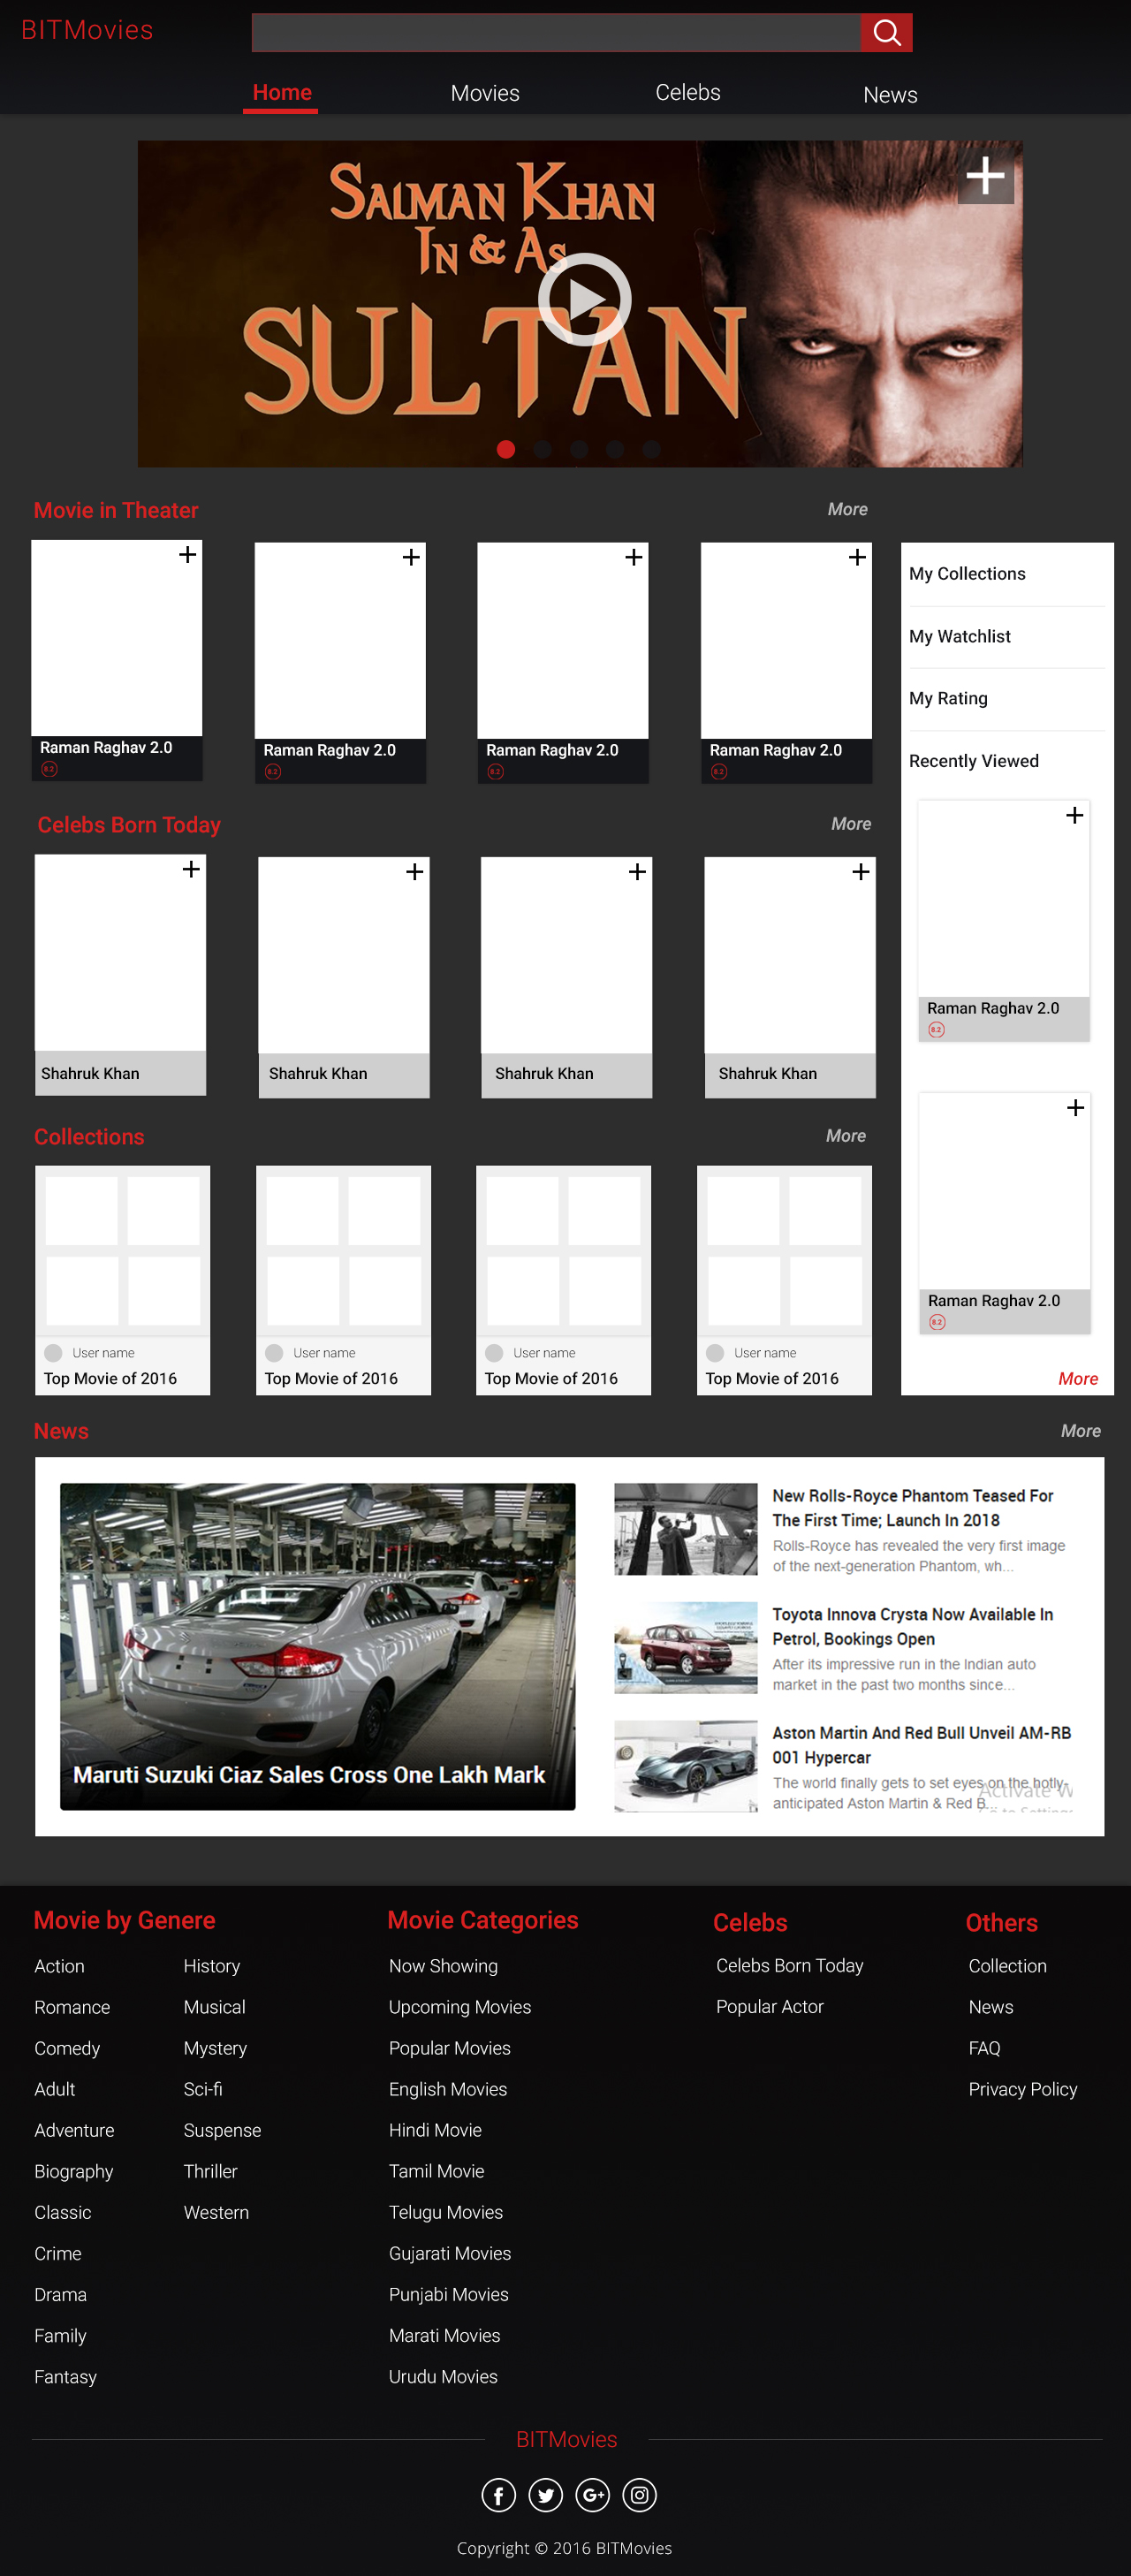 BITMovies
Home
Movies
Celebs
News
SALMAN KHAN
IN & AS
SULTAN
Movie in Theater
More
Raman Raghav 2.0
8.2
Raman Raghav 2.0
8.2
Raman Raghav 2.0
8.2
Raman Raghav 2.0
8.2
My Collections
My Watchlist
My Rating
Recently Viewed
Raman Raghav 2.0
8.2
Raman Raghav 2.0
8.2
More
Celebs Born Today
More
Shahruk Khan
Shahruk Khan
Shahruk Khan
Shahruk Khan
Collections
More
User name
Top Movie of 2016
User name
Top Movie of 2016
User name
Top Movie of 2016
User name
Top Movie of 2016
News
More
Maruti Suzuki Ciaz Sales Cross One Lakh Mark
New Rolls-Royce Phantom Teased For
The First Time; Launch In 2018
Rolls-Royce has revealed the very first image
of the next-generation Phantom, wh...
Toyota Innova Crysta Now Available In
Petrol, Bookings Open
After its impressive run in the Indian auto
market in the past two months since...
Aston Martin And Red Bull Unveil AM-RB
001 Hypercar
The world finally gets to set eyes on the hotly-
anticipated Aston Martin & Red B...
Activate W
Movie by Genere
Action
Romance
Comedy
Adult
Adventure
Biography
Classic
Crime
Drama
Family
Fantasy
History
Musical
Mystery
Sci-fi
Suspense
Thriller
Western
Movie Categories
Now Showing
Upcoming Movies
Popular Movies
English Movies
Hindi Movie
Tamil Movie
Telugu Movies
Gujarati Movies
Punjabi Movies
Marati Movies
Urudu Movies
Celebs
Celebs Born Today
Popular Actor
Others
Collection
News
FAQ
Privacy Policy
BITMovies
Copyright © 2016 BITMovies